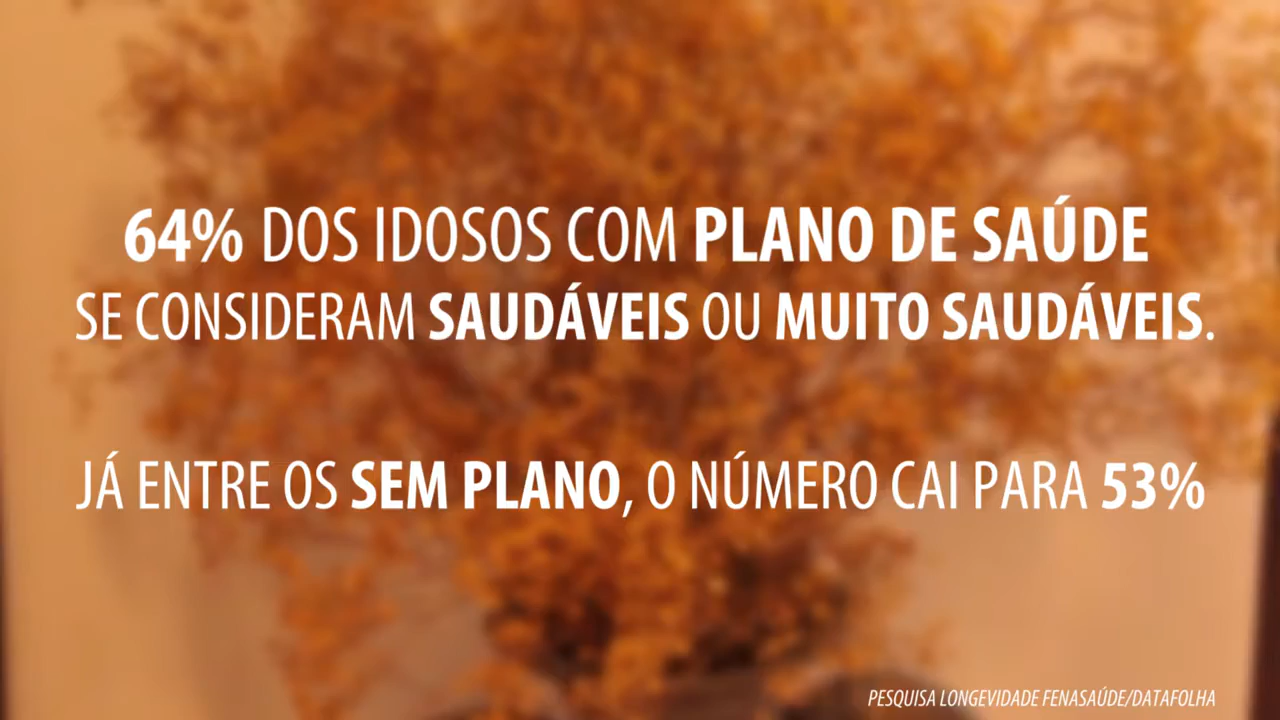 64% DOS IDOSOS COM PLANO DE SAÚDE
SE CONSIDERAM SAUDÁVEIS OU MUITO SAUDÁVEIS.
JÁ ENTRE OS SEM PLANO, O NÚMERO CAI PARA 53%
PESQUISA LONGEVIDADE FENASAÚDE/DATAFOLHA